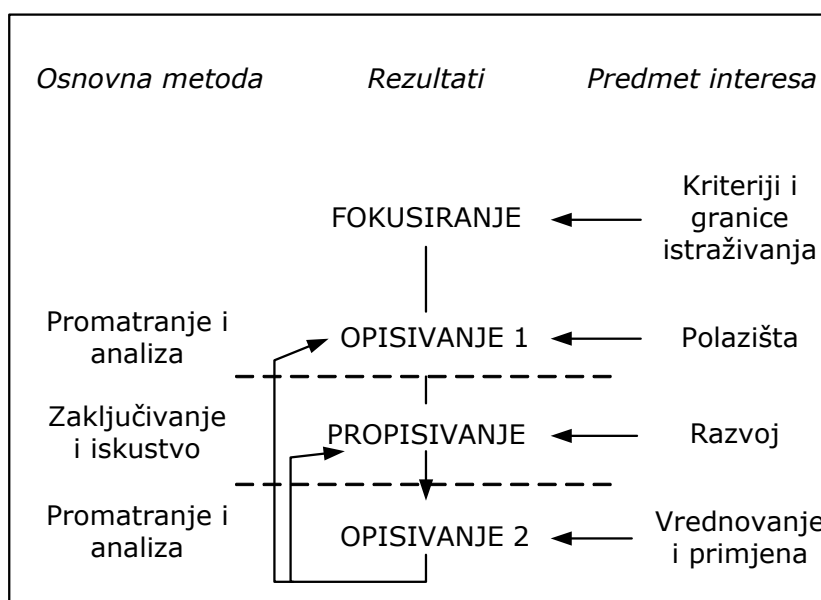 Osnovna metoda
Rezultati
Predmet interesa
FOKUSIRANJE
Kriteriji i
granice
istraživanja
Promatranje i
analiza
OPISIVANJE 1
Polazišta
Zaključivanje
i iskustvo
PROPISIVANJE
Razvoj
Promatranje i
analiza
OPISIVANJE 2
Vrednovanje
i primjena